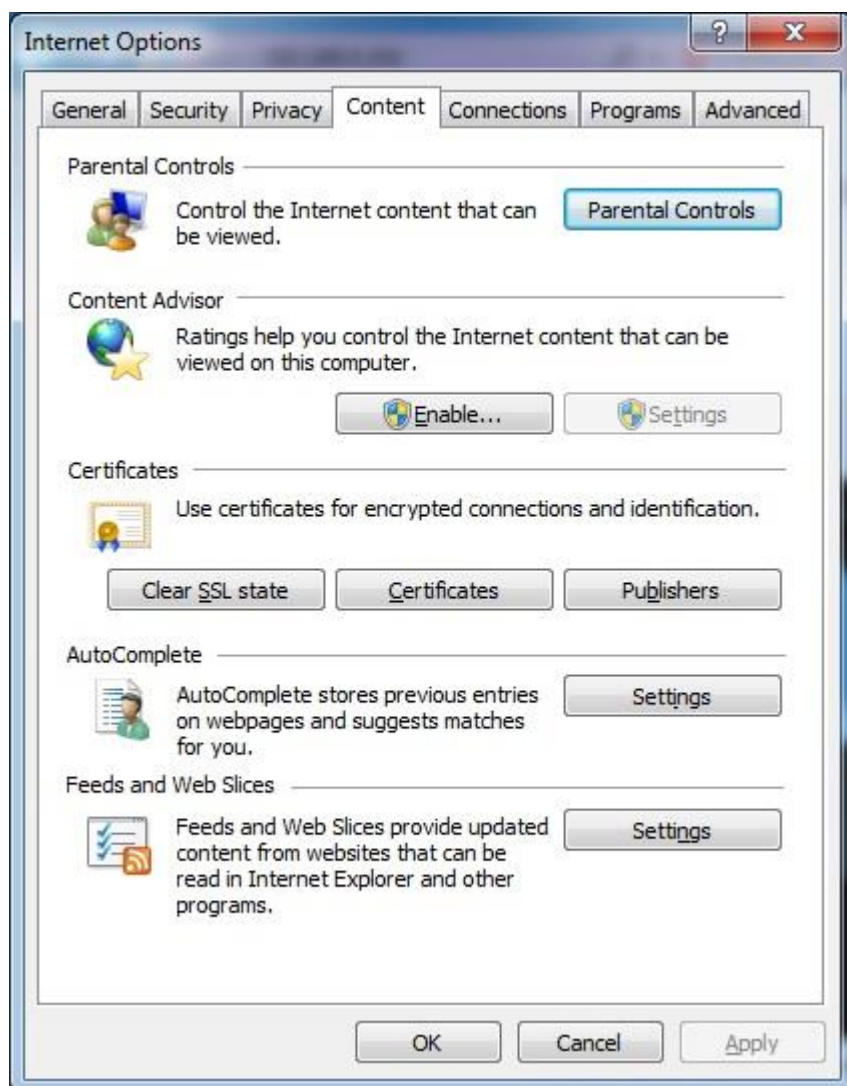 Internet Options
?
General Security Privacy Content Connections Programs Advanced
Parental Controls
Control the Internet content that can
be viewed.
Parental Controls
Content Advisor
Ratings help you control the Internet content that can be
viewed on this computer.
Enable... Settings
Certificates
Use certificates for encrypted connections and identification.
Clear SSL state Certificates Publishers
AutoComplete
AutoComplete stores previous entries
on webpages and suggests matches
for you.
Settings
Feeds and Web Slices
Feeds and Web Slices provide updated
content from websites that can be
read in Internet Explorer and other
programs.
Settings
OK Cancel Apply